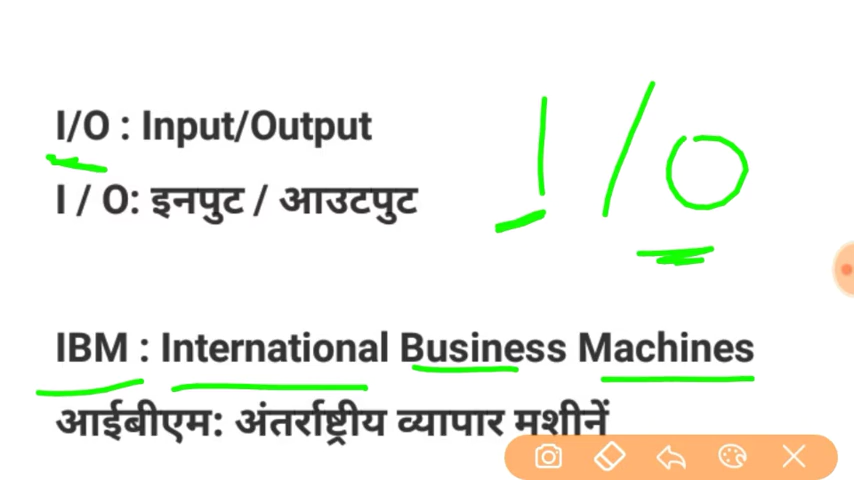 I/O : Input/Output
I / O: इनपुट / आउटपुट
I / O
IBM : International Business Machines
आईबीएम: अंतर्राष्ट्रीय व्यापार मशीनें